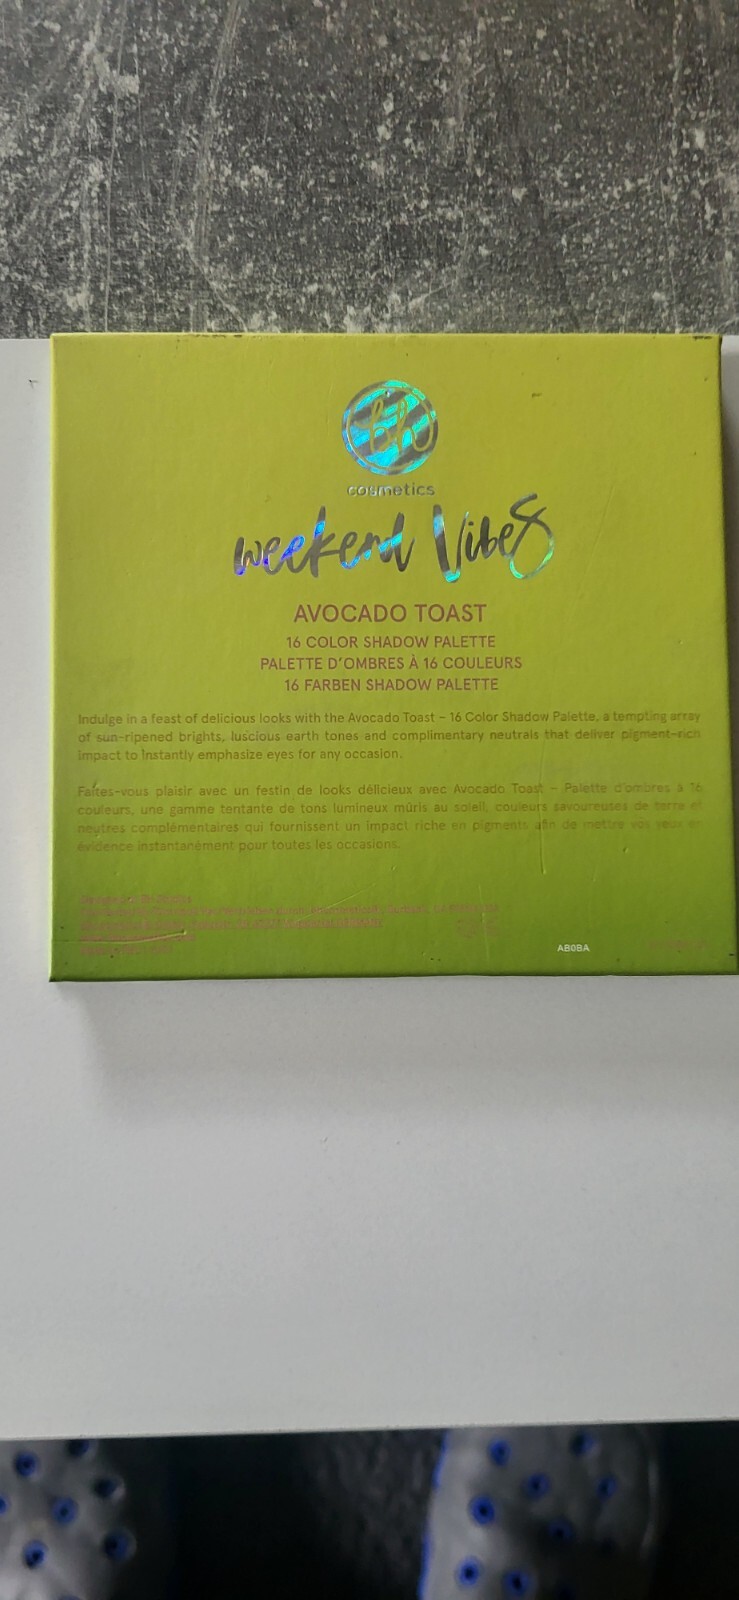 bh
cosmetics
weekend Vibes
AVOCADO TOAST
16 COLOR SHADOW PALETTE
PALETTE D'OMBRES À 16 COULEURS
16 FARBEN SHADOW PALETTE
Indulge in a feast of delicious looks with the Avocado Toast – 16 Color Shadow Palette, a tempting array
of sun-ripened brights, luscious earth tones and complimentary neutrals that deliver pigment-rich
impact to instantly emphasize eyes for any occasion.
Faites-vous plaisir avec un festin de looks délicieux avec Avocado Toast – Palette d'ombres à 16
couleurs, une gamme tentante de tons lumineux mûris au soleil, couleurs savoureuses de terre et
neutres complémentaires qui fournissent un impact riche en pigments afin de mettre vos yeux en
évidence instantanément pour toutes les occasions.
AB0BA